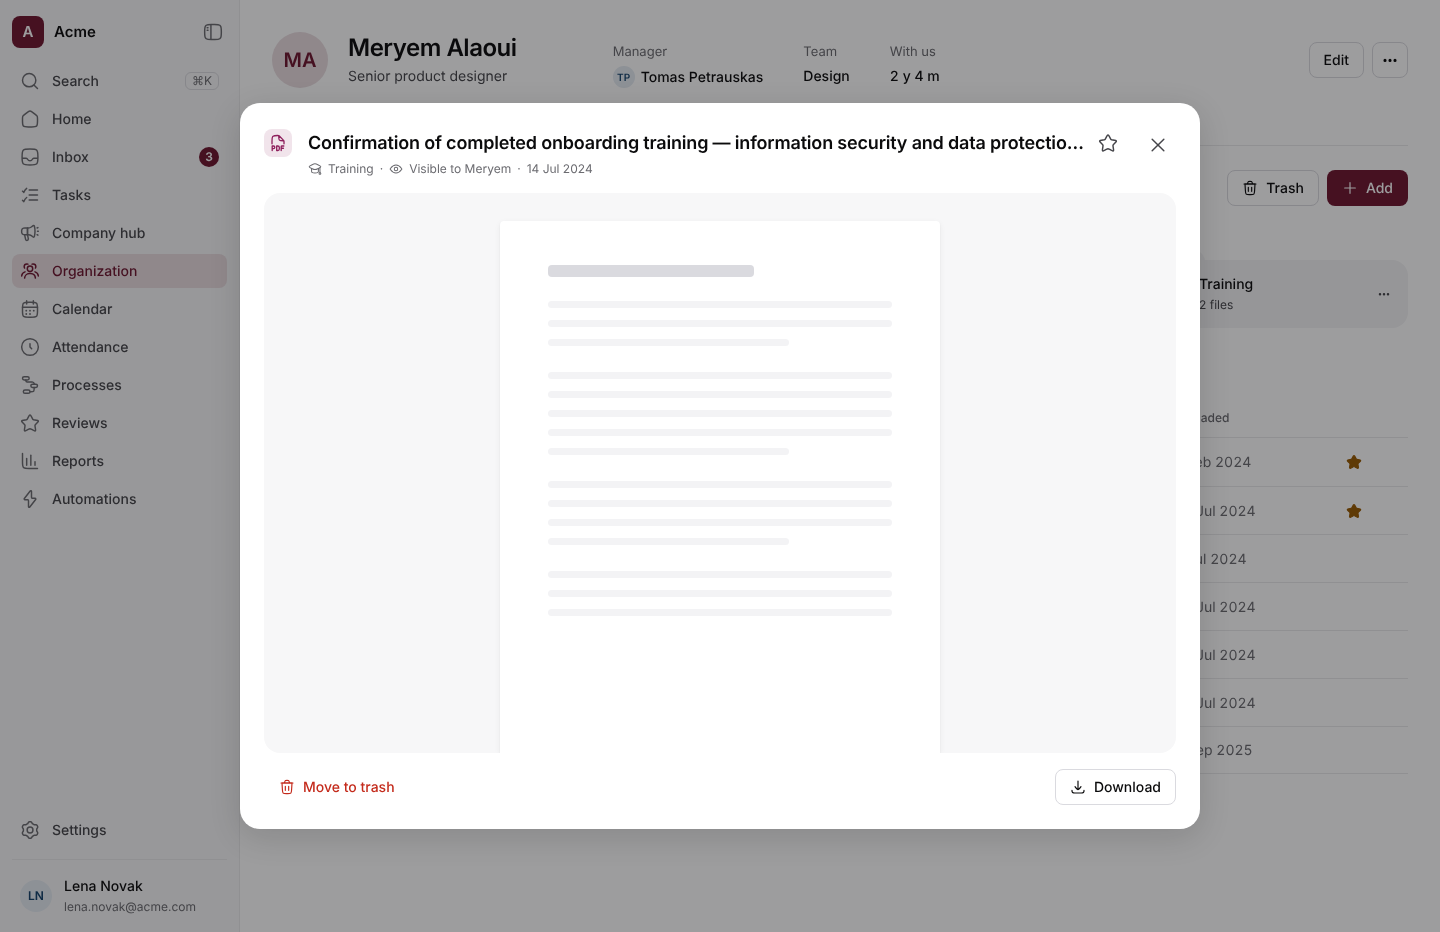 A Acme
Search ⌘K
Home
Inbox 3
Tasks
Company hub
Organization
Calendar
Attendance
Processes
Reviews
Reports
Automations
Settings
LN Lena Novak
lena.novak@acme.com
MA Meryem Alaoui
Senior product designer
Manager
TP Tomas Petrauskas
Team
Design
With us
2 y 4 m
Edit
Trash
Add
PDF Confirmation of completed onboarding training — information security and data protectio...
Training · Visible to Meryem · 14 Jul 2024
Move to trash
Download
Training
2 files
2024
Jul 2024
2024
Jul 2024
Jul 2024
Jul 2024
2025